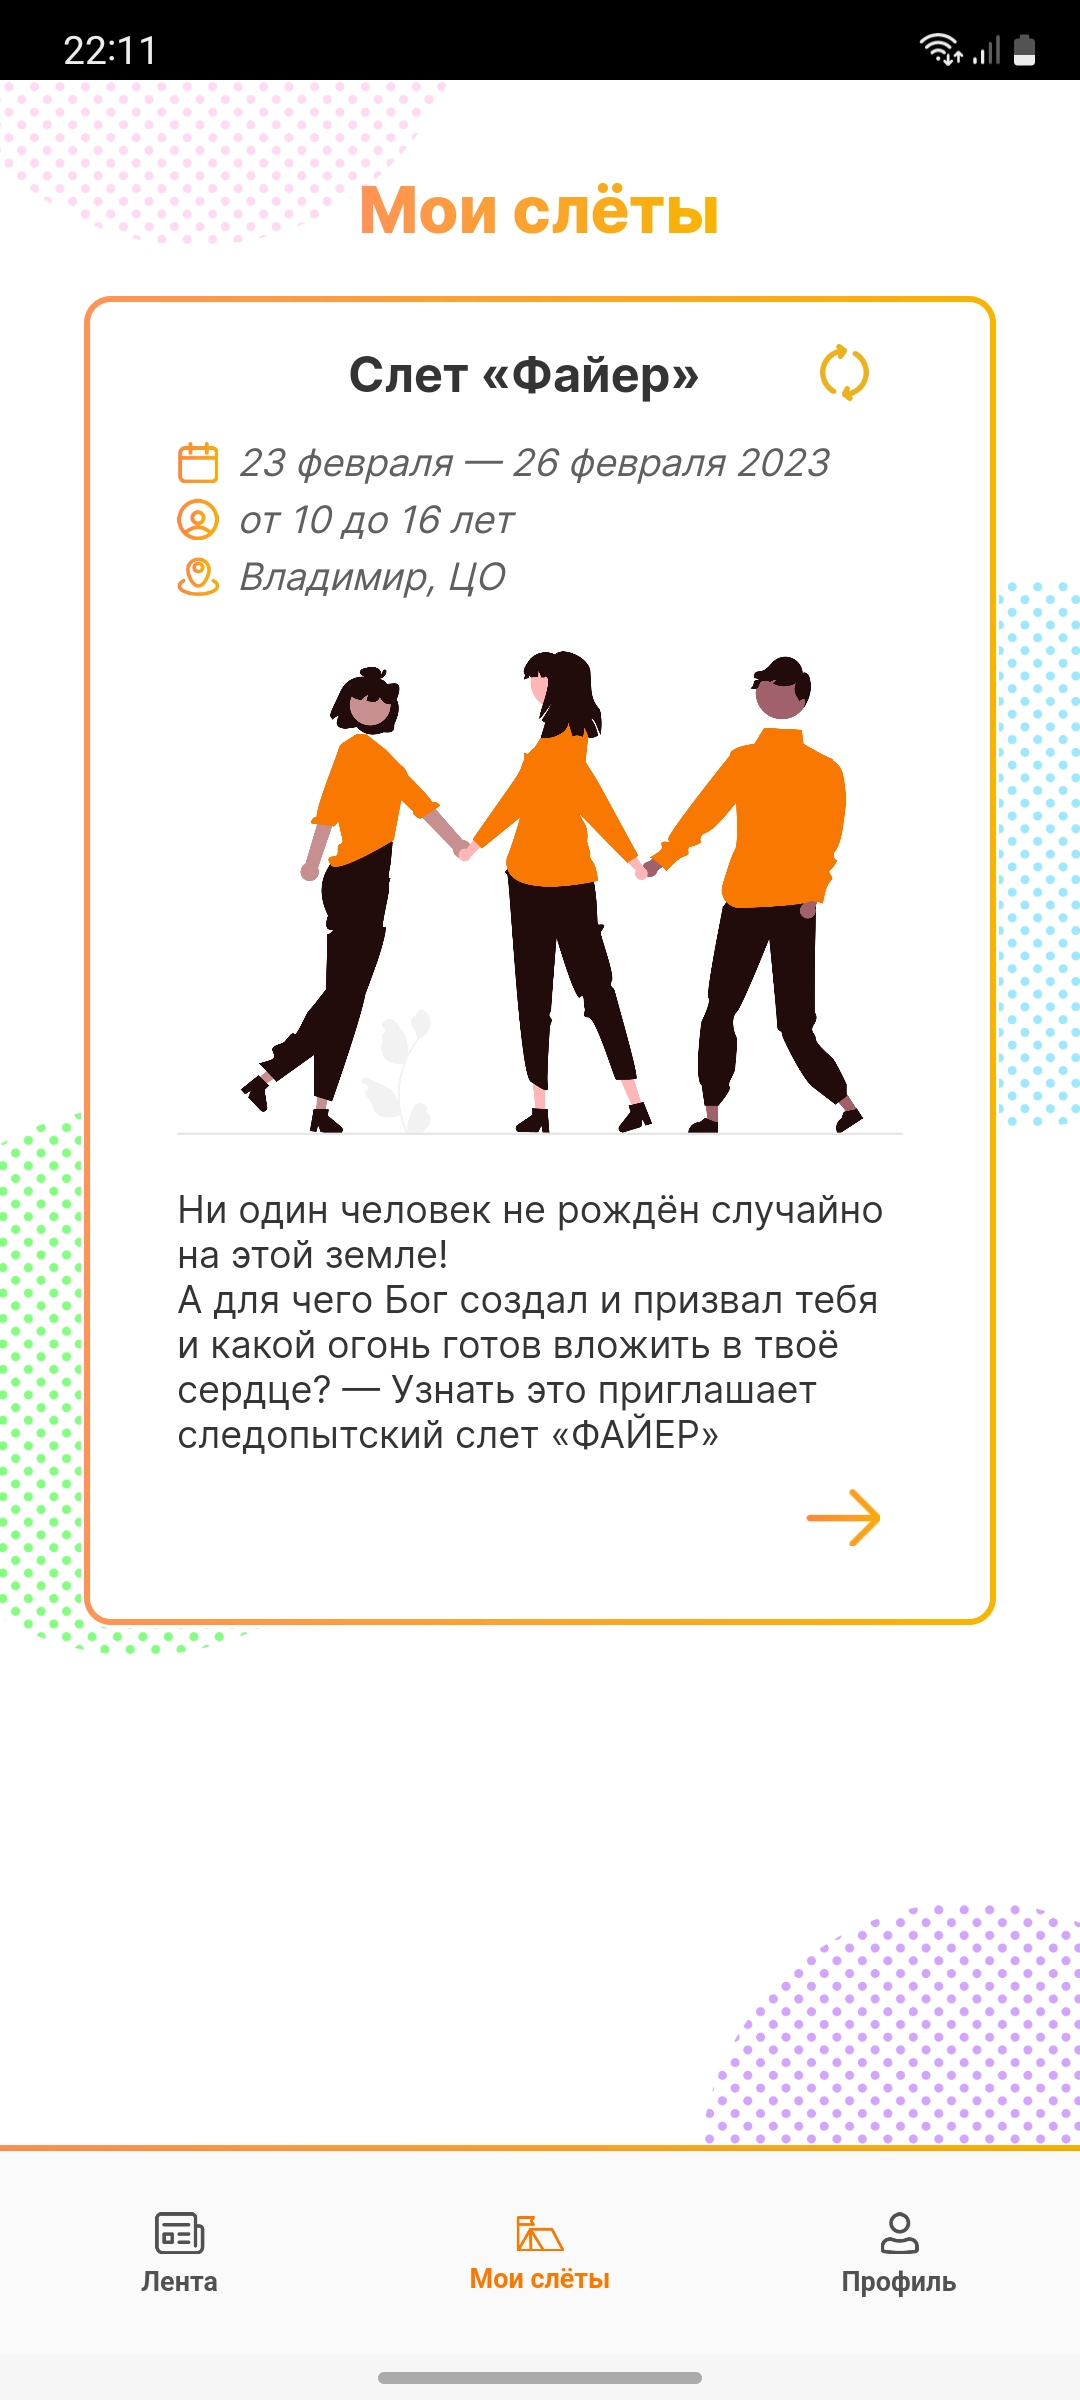 22:11
Мои слёты
Слет «Файер»
23 февраля — 26 февраля 2023
от 10 до 16 лет
Владимир, ЦО
Ни один человек не рождён случайно
на этой земле!
А для чего Бог создал и призвал тебя
и какой огонь готов вложить в твоё
сердце? — Узнать это приглашает
следопытский слет «ФАЙЕР»
Лента
Мои слёты
Профиль